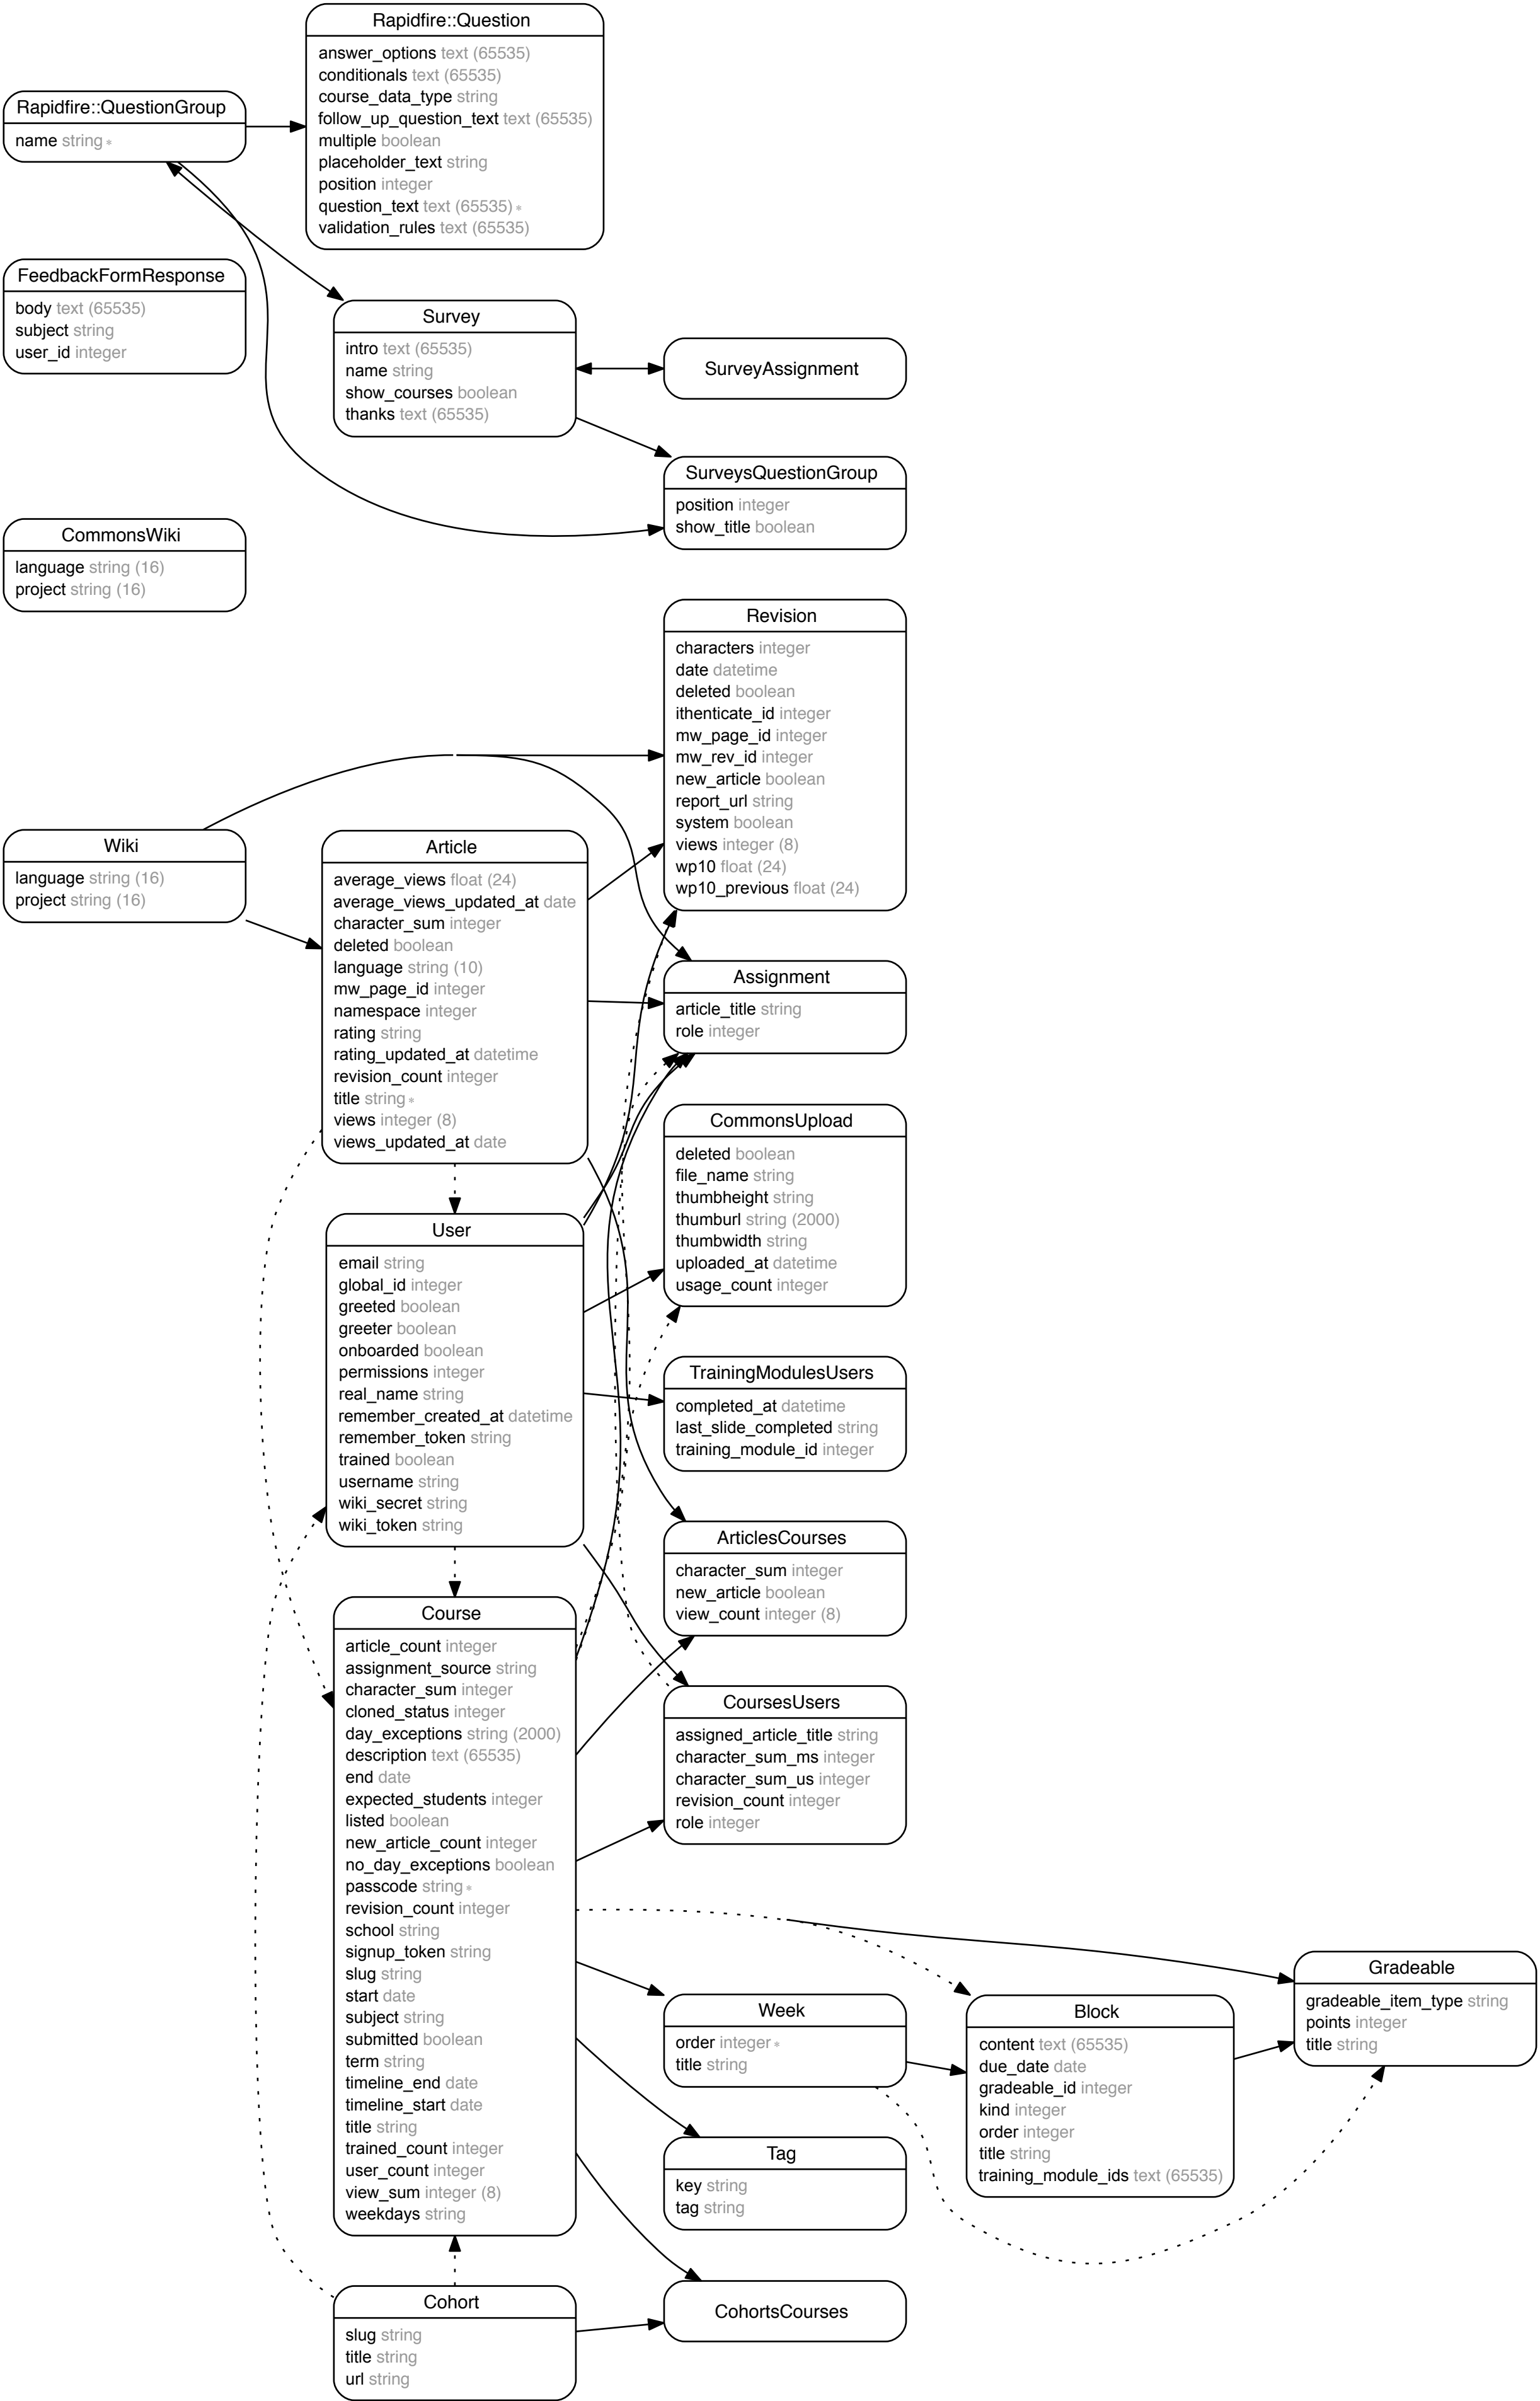 Rapidfire::Question
answer_options text (65535)
conditionals text (65535)
course_data_type string
follow_up_question_text text (65535)
multiple boolean
placeholder_text string
position integer
question_text text (65535) *
validation_rules text (65535)
Rapidfire::QuestionGroup
name string *
FeedbackFormResponse
body text (65535)
subject string
user_id integer
Survey
intro text (65535)
name string
show_courses boolean
thanks text (65535)
SurveyAssignment
SurveysQuestionGroup
position integer
show_title boolean
CommonsWiki
language string (16)
project string (16)
Revision
characters integer
date datetime
deleted boolean
ithenticate_id integer
mw_page_id integer
mw_rev_id integer
new_article boolean
report_url string
system boolean
views integer (8)
wp10 float (24)
wp10_previous float (24)
Wiki
language string (16)
project string (16)
Article
average_views float (24)
average_views_updated_at date
character_sum integer
deleted boolean
language string (10)
mw_page_id integer
namespace integer
rating string
rating_updated_at datetime
revision_count integer
title string *
views integer (8)
views_updated_at date
Assignment
article_title string
role integer
CommonsUpload
deleted boolean
file_name string
thumbheight string
thumburl string (2000)
thumbwidth string
uploaded_at datetime
usage_count integer
User
email string
global_id integer
greeted boolean
greeter boolean
onboarded boolean
permissions integer
real_name string
remember_created_at datetime
remember_token string
trained boolean
username string
wiki_secret string
wiki_token string
TrainingModulesUsers
completed_at datetime
last_slide_completed string
training_module_id integer
ArticlesCourses
character_sum integer
new_article boolean
view_count integer (8)
Course
article_count integer
assignment_source string
character_sum integer
cloned_status integer
day_exceptions string (2000)
description text (65535)
end date
expected_students integer
listed boolean
new_article_count integer
no_day_exceptions boolean
passcode string *
revision_count integer
school string
signup_token string
slug string
start date
subject string
submitted boolean
term string
timeline_end date
timeline_start date
title string
trained_count integer
user_count integer
view_sum integer (8)
weekdays string
CoursesUsers
assigned_article_title string
character_sum_ms integer
character_sum_us integer
revision_count integer
role integer
Week
order integer *
title string
Block
content text (65535)
due_date date
gradeable_id integer
kind integer
order integer
title string
training_module_ids text (65535)
Gradeable
gradeable_item_type string
points integer
title string
Tag
key string
tag string
Cohort
slug string
title string
url string
CohortsCourses